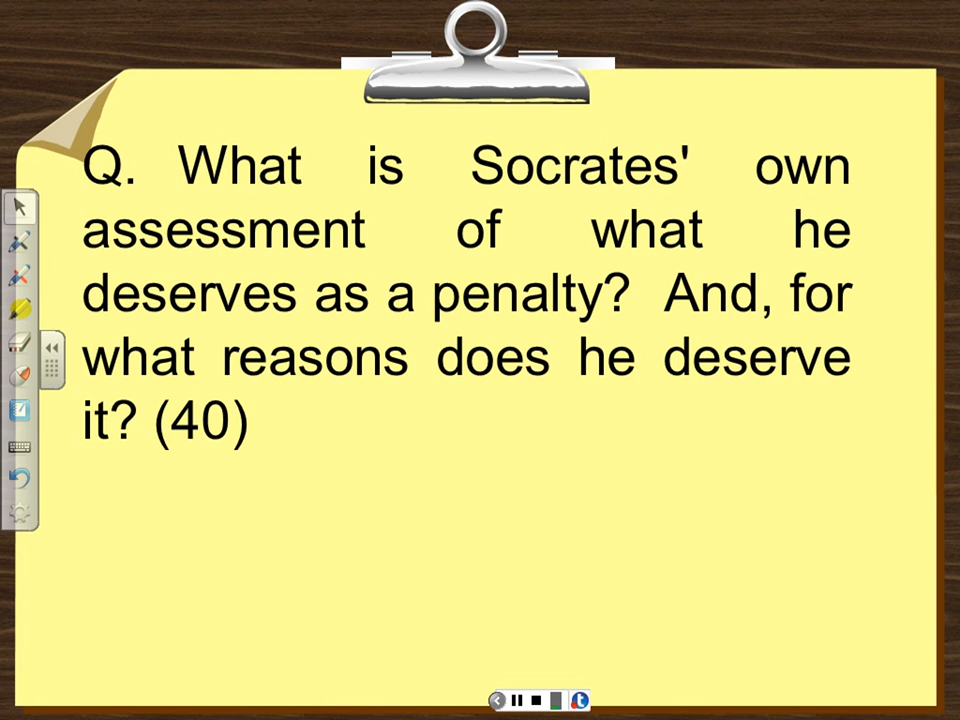 Q. What is Socrates' own
assessment of what he
deserves as a penalty? And, for
what reasons does he deserve
it? (40)